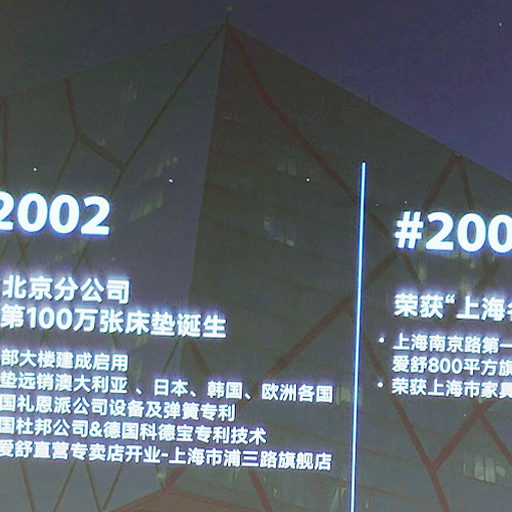 2002
北京分公司
第100万张床垫诞生
部大楼建成启用
垫远销澳大利亚 、日本、韩国、欧洲各国
国礼恩派公司设备及弹簧专利
国杜邦公司&德国科德宝专利技术
爱舒直营专卖店开业-上海市浦三路旗舰店
#200
荣获“上海
• 上海南京路第一
爱舒800平方旗
• 荣获上海市家具